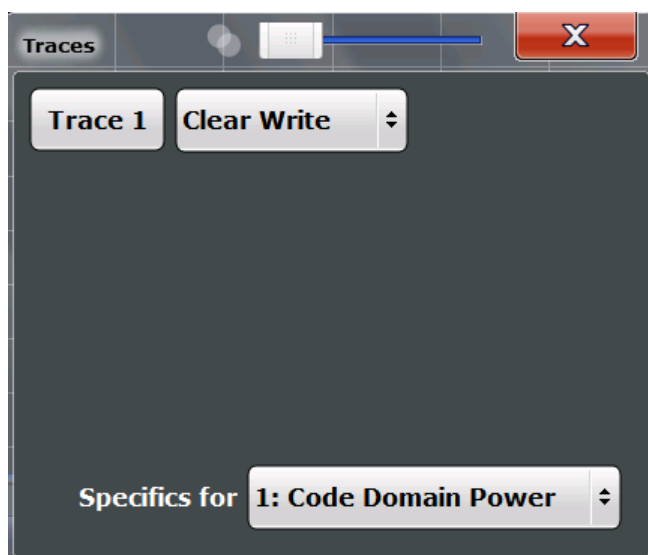 Traces X
Trace 1 Clear Write
Specifics for 1: Code Domain Power